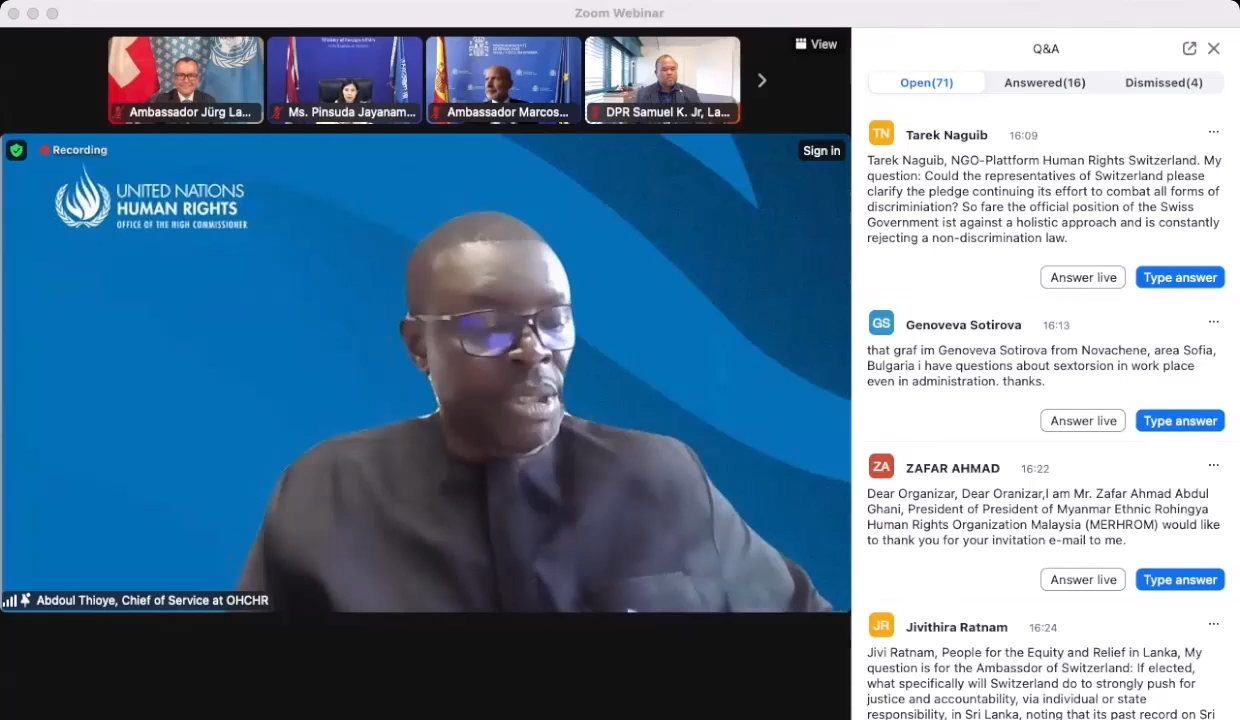 Zoom Webinar
Ambassador Jürg La...
Ms. Pinsuda Jayanam...
Ambassador Marcos...
DPR Samuel K. Jr, La...
View
Recording
Sign in
UNITED NATIONS
HUMAN RIGHTS
OFFICE OF THE HIGH COMMISSIONER
Abdoul Thioye, Chief of Service at OHCHR
Q&A
Open(71)
Answered(16)
Dismissed(4)
TN
Tarek Naguib 16:09
Tarek Naguib, NGO-Plattform Human Rights Switzerland. My
question: Could the representatives of Switzerland please
clarify the pledge continuing its effort to combat all forms of
discriminiation? So fare the official position of the Swiss
Government ist against a holistic approach and is constantly
rejecting a non-discrimination law.
Answer live
Type answer
GS
Genoveva Sotirova 16:13
that graf im Genoveva Sotirova from Novachene, area Sofia,
Bulgaria i have questions about sextorsion in work place
even in administration. thanks.
Answer live
Type answer
ZA
ZAFAR AHMAD 16:22
Dear Organizar, Dear Oranizar,I am Mr. Zafar Ahmad Abdul
Ghani, President of President of Myanmar Ethnic Rohingya
Human Rights Organization Malaysia (MERHROM) would like
to thank you for your invitation e-mail to me.
Answer live
Type answer
JR
Jivithira Ratnam 16:24
Jivi Ratnam, People for the Equity and Relief in Lanka, My
question is for the Ambassdor of Switzerland: If elected,
what specifically will Switzerland do to strongly push for
justice and accountability, via individual or state
responsibility, in Sri Lanka, noting that its past record on Sri